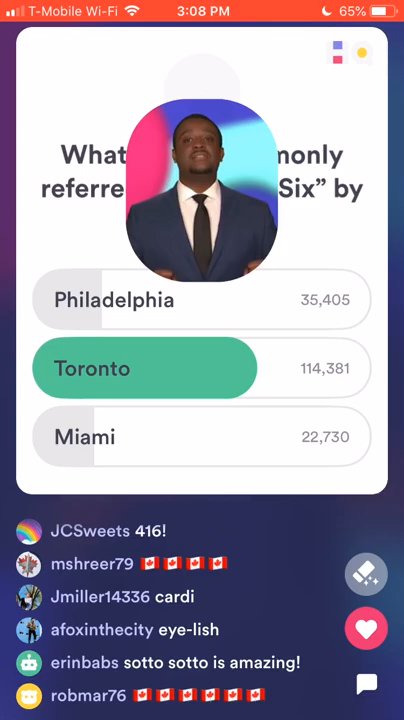 T-Mobile Wi-Fi 3:08 PM 65%
What monly
referre Six” by
Philadelphia 35,405
Toronto 114,381
Miami 22,730
JCSweets 416!
mshreer79 🇨🇦🇨🇦🇨🇦🇨🇦
Jmiller14336 cardi
afoxinthecity eye-lish
erinbabs sotto sotto is amazing!
robmar76 🇨🇦🇨🇦🇨🇦🇨🇦🇨🇦🇨🇦